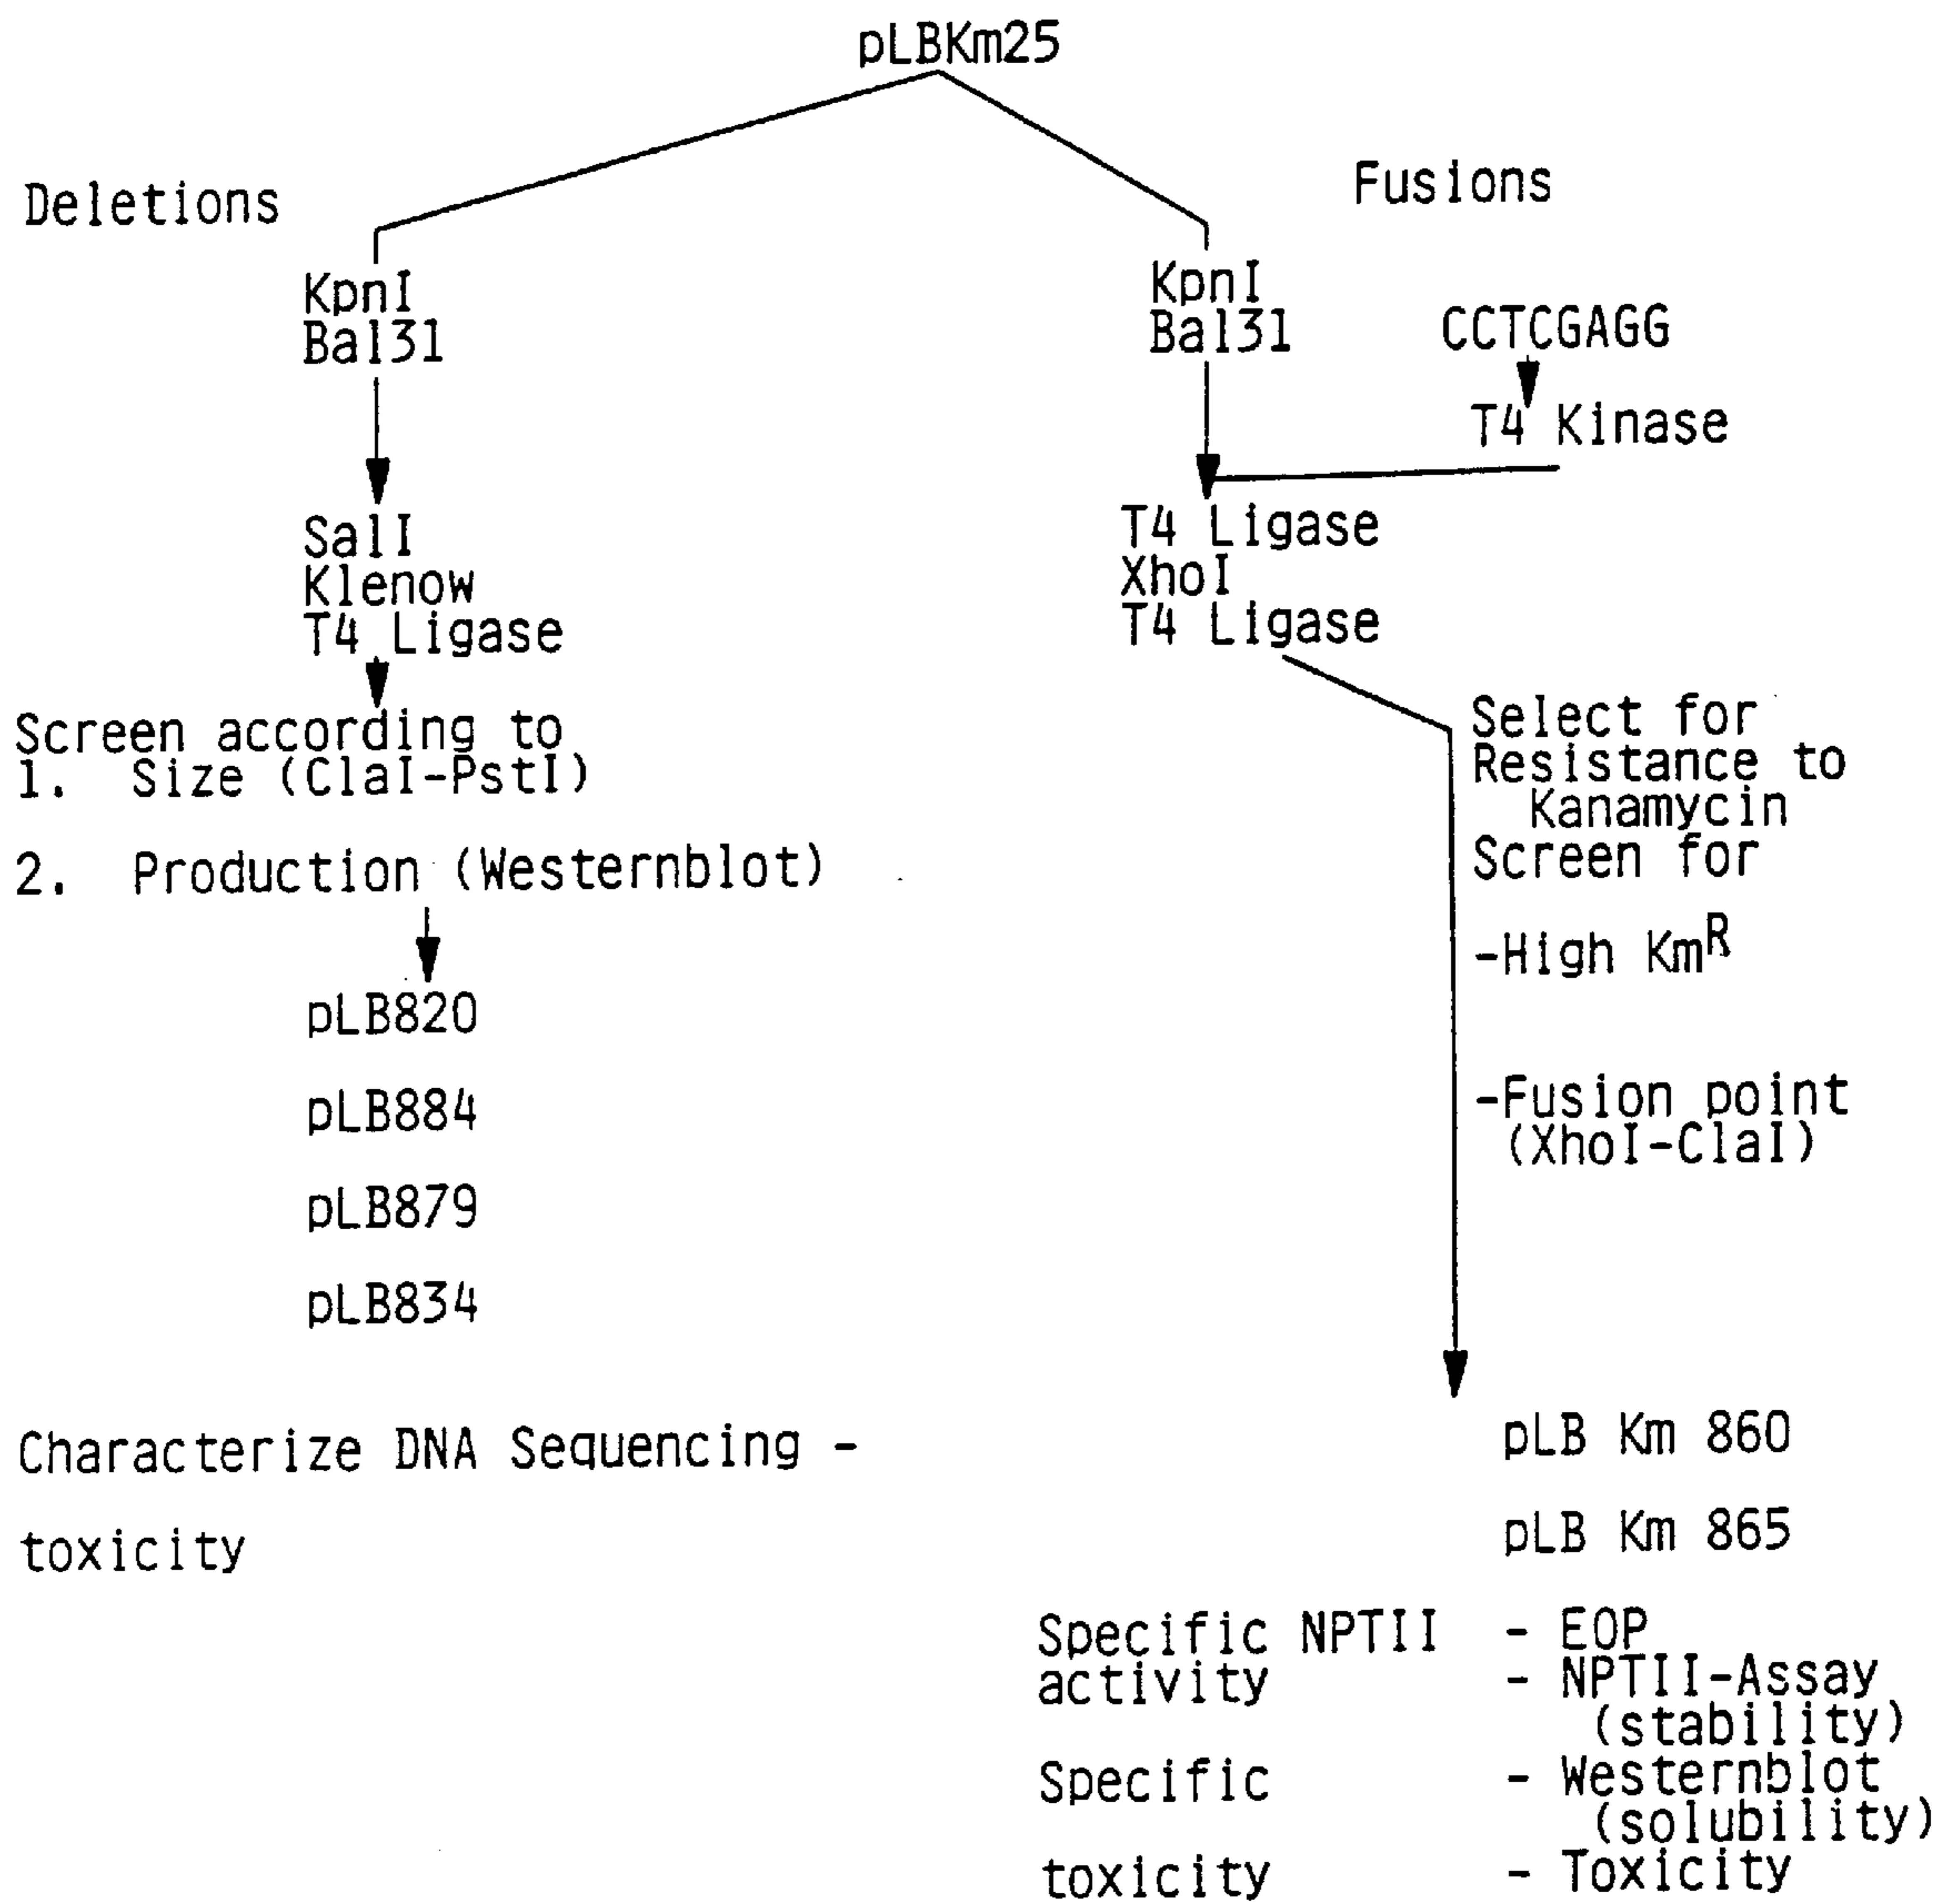 pLBKm25
Deletions
Fusions
KpnI
Bal31
KpnI
Bal31
CCTCGAGG
T4 Kinase
SalI
Klenow
T4 Ligase
T4 Ligase
XhoI
T4 Ligase
Screen according to
1. Size (ClaI-PstI)
2. Production (Westernblot)
pLB820
pLB884
pLB879
pLB834
Characterize DNA Sequencing -
toxicity
Select for
Resistance to
Kanamycin
Screen for
-High KmR
-Fusion point
(XhoI-ClaI)
pLB Km 860
pLB Km 865
Specific NPTII - EOP
activity - NPTII-Assay
(stability)
Specific - Westernblot
(solubility)
toxicity - Toxicity